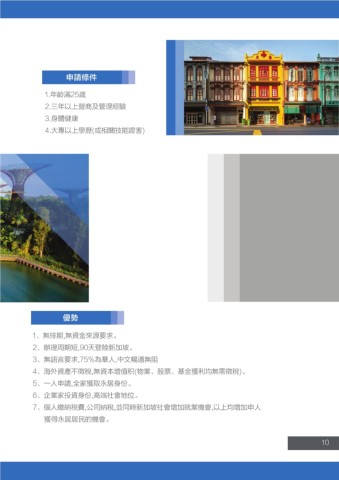 申請條件
1.年齡滿25歲
2.三年以上營商及管理經驗
3.身體健康
4.大專以上學歷(或相關技能證書)
優勢
1、無排期,無資金來源要求。
2、辦理周期短,90天登陸新加坡。
3、無語言要求,75%為華人,中文暢通無阻
4、海外資產不徵稅,無資本增值稅(物業、股票、基金獲利均無需徵稅)。
5、一人申請,全家獲取永居身份。
6、企業家投資身份,高端社會地位。
7、個人繳納稅費,公司納稅,並同時新加坡社會增加就業機會,以上均增加申人
獲得永居居民的機會。
10